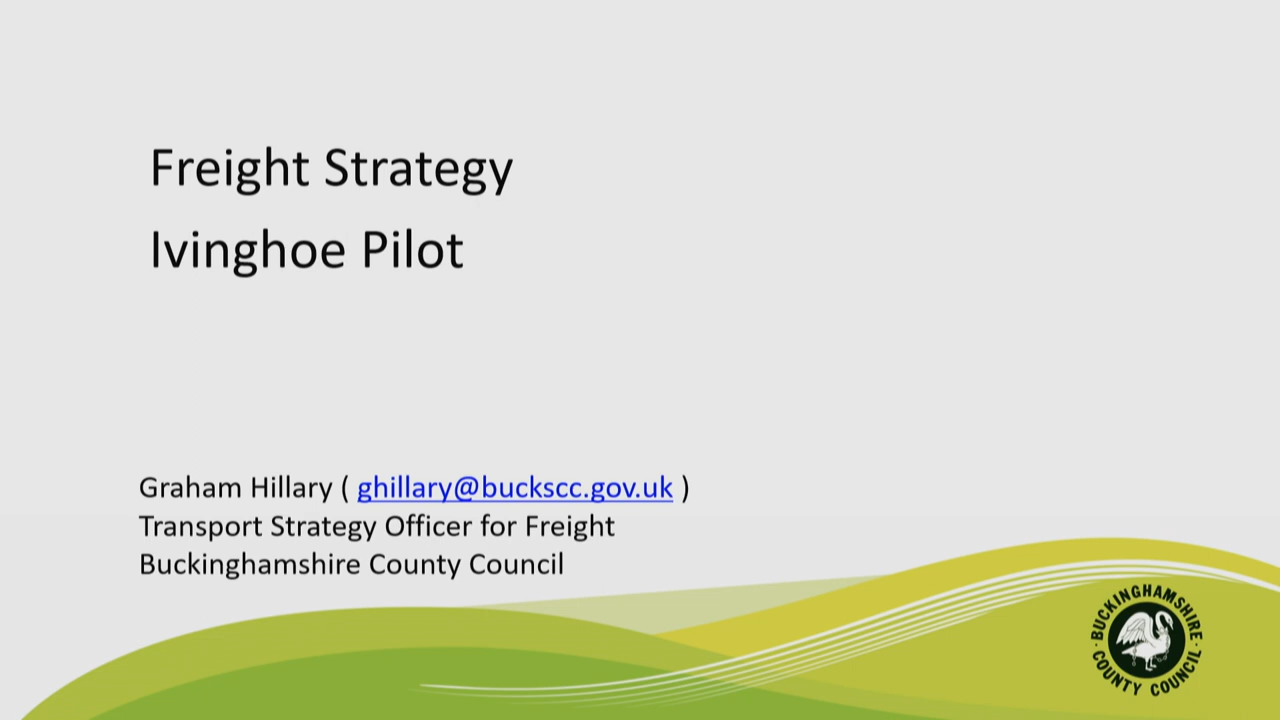 Freight Strategy
Ivinghoe Pilot
Graham Hillary ( ghillary@buckscc.gov.uk )
Transport Strategy Officer for Freight
Buckinghamshire County Council
BUCKINGHAMSHIRE
COUNTY COUNCIL